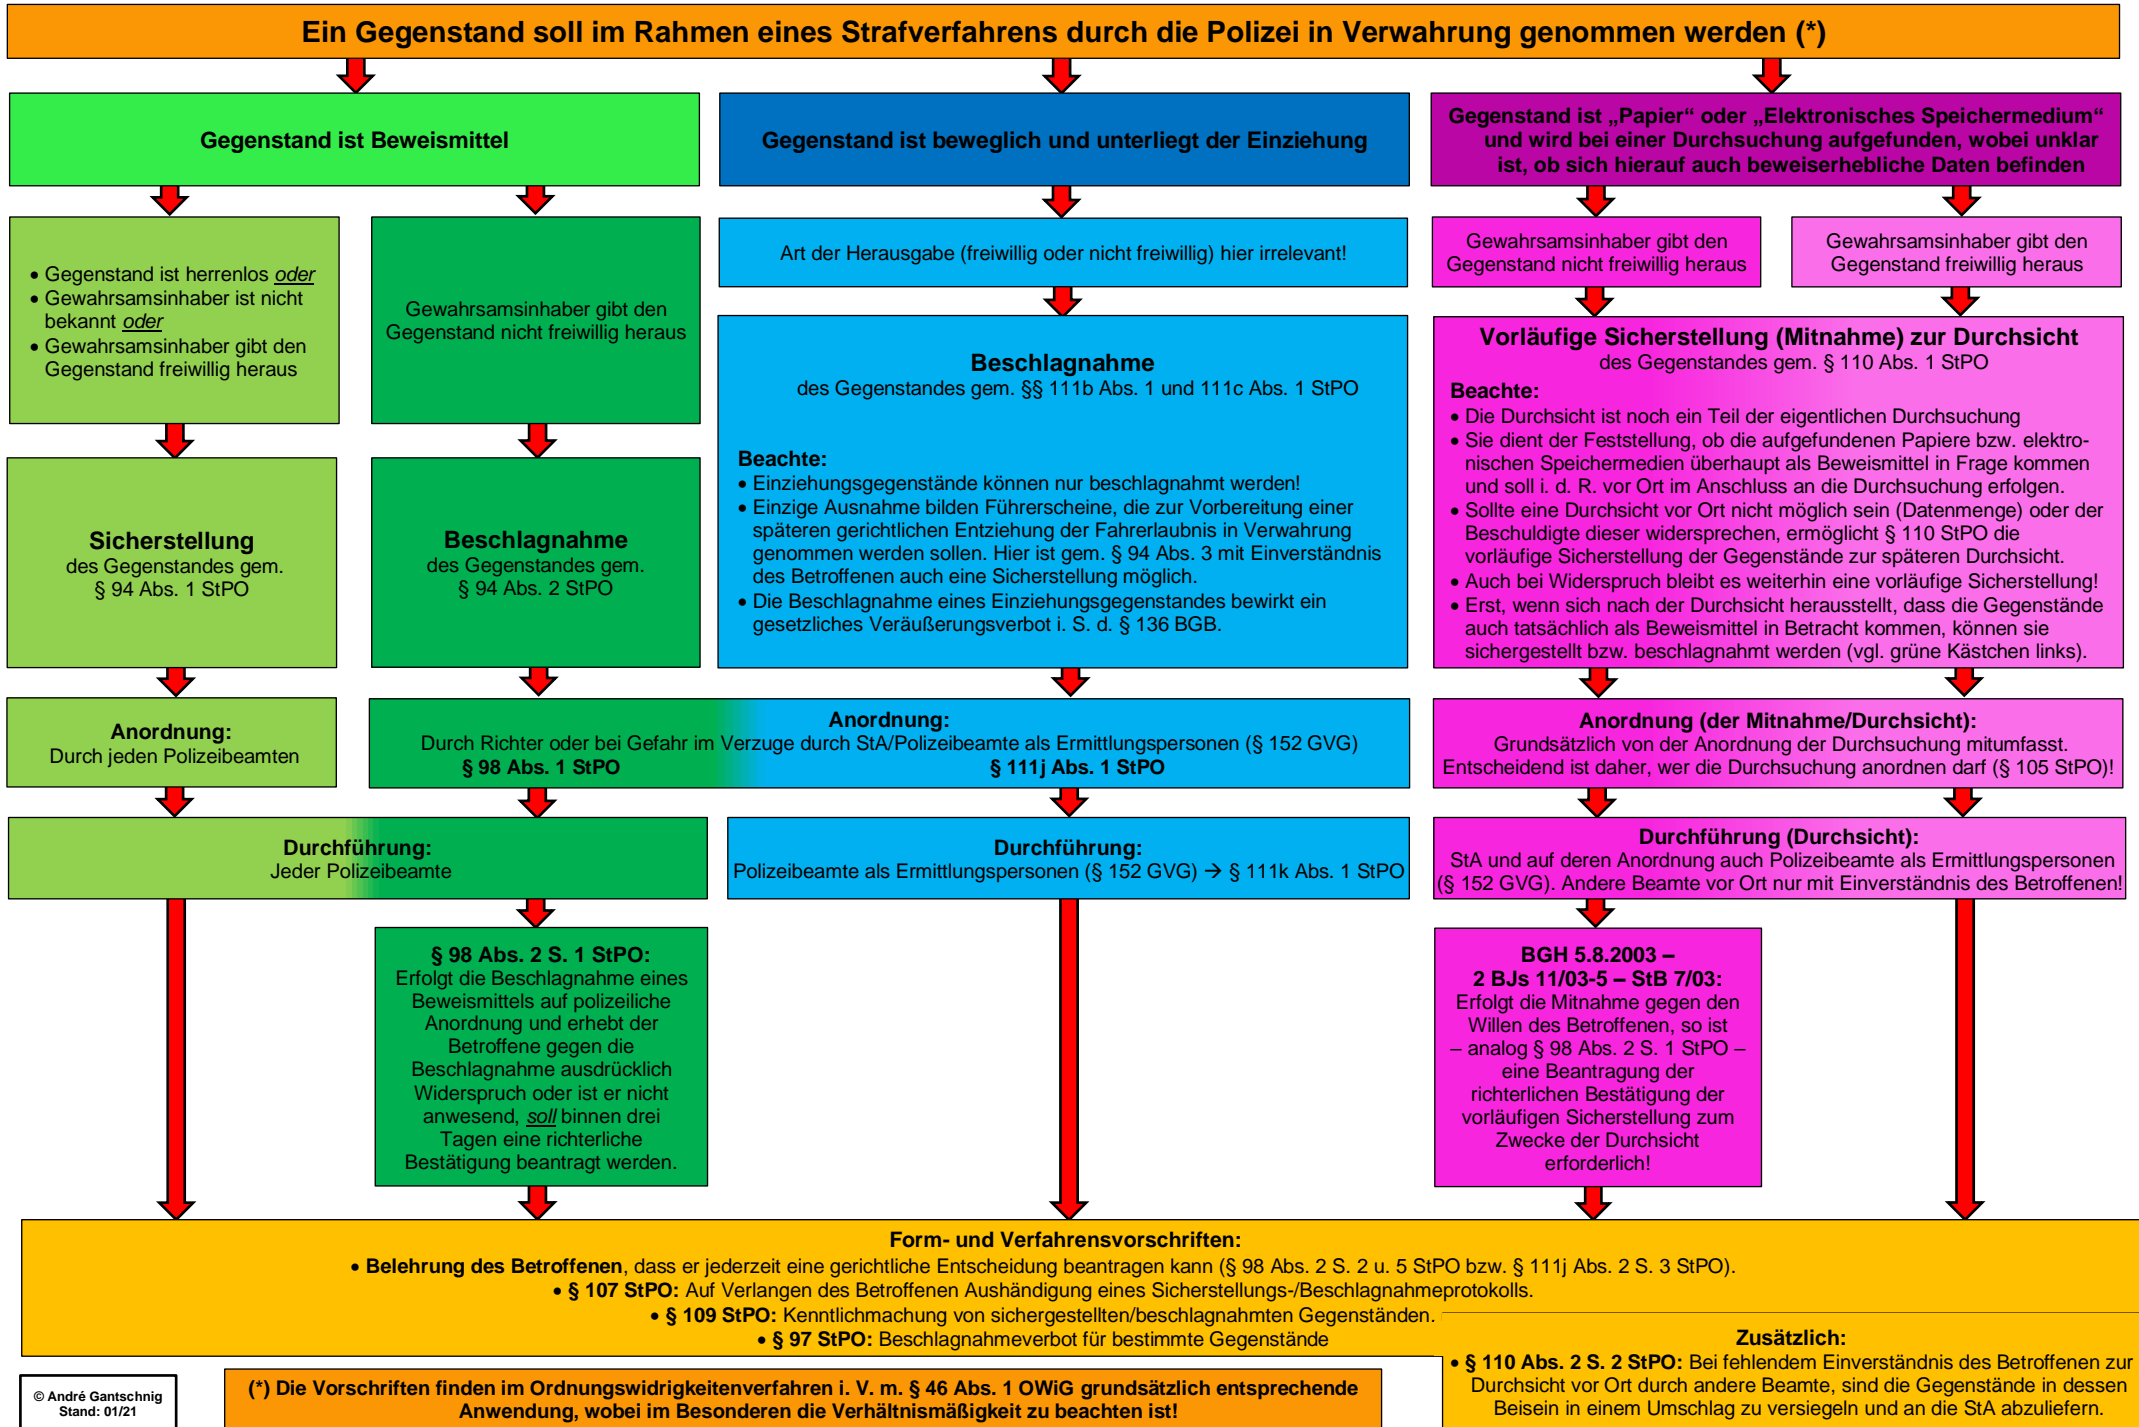 Ein Gegenstand soll im Rahmen eines Strafverfahrens durch die Polizei in Verwahrung genommen werden (*)
Gegenstand ist Beweismittel
Gegenstand ist beweglich und unterliegt der Einziehung
Gegenstand ist „Papier“ oder „Elektronisches Speichermedium“
und wird bei einer Durchsuchung aufgefunden, wobei unklar
ist, ob sich hierauf auch beweiserhebliche Daten befinden
• Gegenstand ist herrenlos oder
• Gewahrsamsinhaber ist nicht
bekannt oder
• Gewahrsamsinhaber gibt den
Gegenstand freiwillig heraus
Gewahrsamsinhaber gibt den
Gegenstand nicht freiwillig heraus
Art der Herausgabe (freiwillig oder nicht freiwillig) hier irrelevant!
Gewahrsamsinhaber gibt den
Gegenstand nicht freiwillig heraus
Gewahrsamsinhaber gibt den
Gegenstand freiwillig heraus
Sicherstellung
des Gegenstandes gem.
§ 94 Abs. 1 StPO
Beschlagnahme
des Gegenstandes gem.
§ 94 Abs. 2 StPO
Beschlagnahme
des Gegenstandes gem. §§ 111b Abs. 1 und 111c Abs. 1 StPO
Beachte:
• Einziehungsgegenstände können nur beschlagnahmt werden!
• Einzige Ausnahme bilden Führerscheine, die zur Vorbereitung einer
späteren gerichtlichen Entziehung der Fahrerlaubnis in Verwahrung
genommen werden sollen. Hier ist gem. § 94 Abs. 3 mit Einverständnis
des Betroffenen auch eine Sicherstellung möglich.
• Die Beschlagnahme eines Einziehungsgegenstandes bewirkt ein
gesetzliches Veräußerungsverbot i. S. d. § 136 BGB.
Vorläufige Sicherstellung (Mitnahme) zur Durchsicht
des Gegenstandes gem. § 110 Abs. 1 StPO
Beachte:
• Die Durchsicht ist noch ein Teil der eigentlichen Durchsuchung
• Sie dient der Feststellung, ob die aufgefundenen Papiere bzw. elektro-
nischen Speichermedien überhaupt als Beweismittel in Frage kommen
und soll i. d. R. vor Ort im Anschluss an die Durchsuchung erfolgen.
• Sollte eine Durchsicht vor Ort nicht möglich sein (Datenmenge) oder der
Beschuldigte dieser widersprechen, ermöglicht § 110 StPO die
vorläufige Sicherstellung der Gegenstände zur späteren Durchsicht.
• Auch bei Widerspruch bleibt es weiterhin eine vorläufige Sicherstellung!
• Erst, wenn sich nach der Durchsicht herausstellt, dass die Gegenstände
auch tatsächlich als Beweismittel in Betracht kommen, können sie
sichergestellt bzw. beschlagnahmt werden (vgl. grüne Kästchen links).
Anordnung:
Durch jeden Polizeibeamten
Anordnung:
Durch Richter oder bei Gefahr im Verzuge durch StA/Polizeibeamte als Ermittlungspersonen (§ 152 GVG)
§ 98 Abs. 1 StPO § 111j Abs. 1 StPO
Anordnung (der Mitnahme/Durchsicht):
Grundsätzlich von der Anordnung der Durchsuchung mitumfasst.
Entscheidend ist daher, wer die Durchsuchung anordnen darf (§ 105 StPO)!
Durchführung:
Jeder Polizeibeamte
Durchführung:
Polizeibeamte als Ermittlungspersonen (§ 152 GVG) → § 111k Abs. 1 StPO
Durchführung (Durchsicht):
StA und auf deren Anordnung auch Polizeibeamte als Ermittlungspersonen
(§ 152 GVG). Andere Beamte vor Ort nur mit Einverständnis des Betroffenen!
§ 98 Abs. 2 S. 1 StPO:
Erfolgt die Beschlagnahme eines
Beweismittels auf polizeiliche
Anordnung und erhebt der
Betroffene gegen die
Beschlagnahme ausdrücklich
Widerspruch oder ist er nicht
anwesend, soll binnen drei
Tagen eine richterliche
Bestätigung beantragt werden.
BGH 5.8.2003 –
2 BJs 11/03-5 – StB 7/03:
Erfolgt die Mitnahme gegen den
Willen des Betroffenen, so ist
– analog § 98 Abs. 2 S. 1 StPO –
eine Beantragung der
richterlichen Bestätigung der
vorläufigen Sicherstellung zum
Zwecke der Durchsicht
erforderlich!
Form- und Verfahrensvorschriften:
• Belehrung des Betroffenen, dass er jederzeit eine gerichtliche Entscheidung beantragen kann (§ 98 Abs. 2 S. 2 u. 5 StPO bzw. § 111j Abs. 2 S. 3 StPO).
• § 107 StPO: Auf Verlangen des Betroffenen Aushändigung eines Sicherstellungs-/Beschlagnahmeprotokolls.
• § 109 StPO: Kenntlichmachung von sichergestellten/beschlagnahmten Gegenständen.
• § 97 StPO: Beschlagnahmeverbot für bestimmte Gegenstände
Zusätzlich:
• § 110 Abs. 2 S. 2 StPO: Bei fehlendem Einverständnis des Betroffenen zur
Durchsicht vor Ort durch andere Beamte, sind die Gegenstände in dessen
Beisein in einem Umschlag zu versiegeln und an die StA abzuliefern.
© André Gantschnig
Stand: 01/21
(*) Die Vorschriften finden im Ordnungswidrigkeitenverfahren i. V. m. § 46 Abs. 1 OWiG grundsätzlich entsprechende
Anwendung, wobei im Besonderen die Verhältnismäßigkeit zu beachten ist!